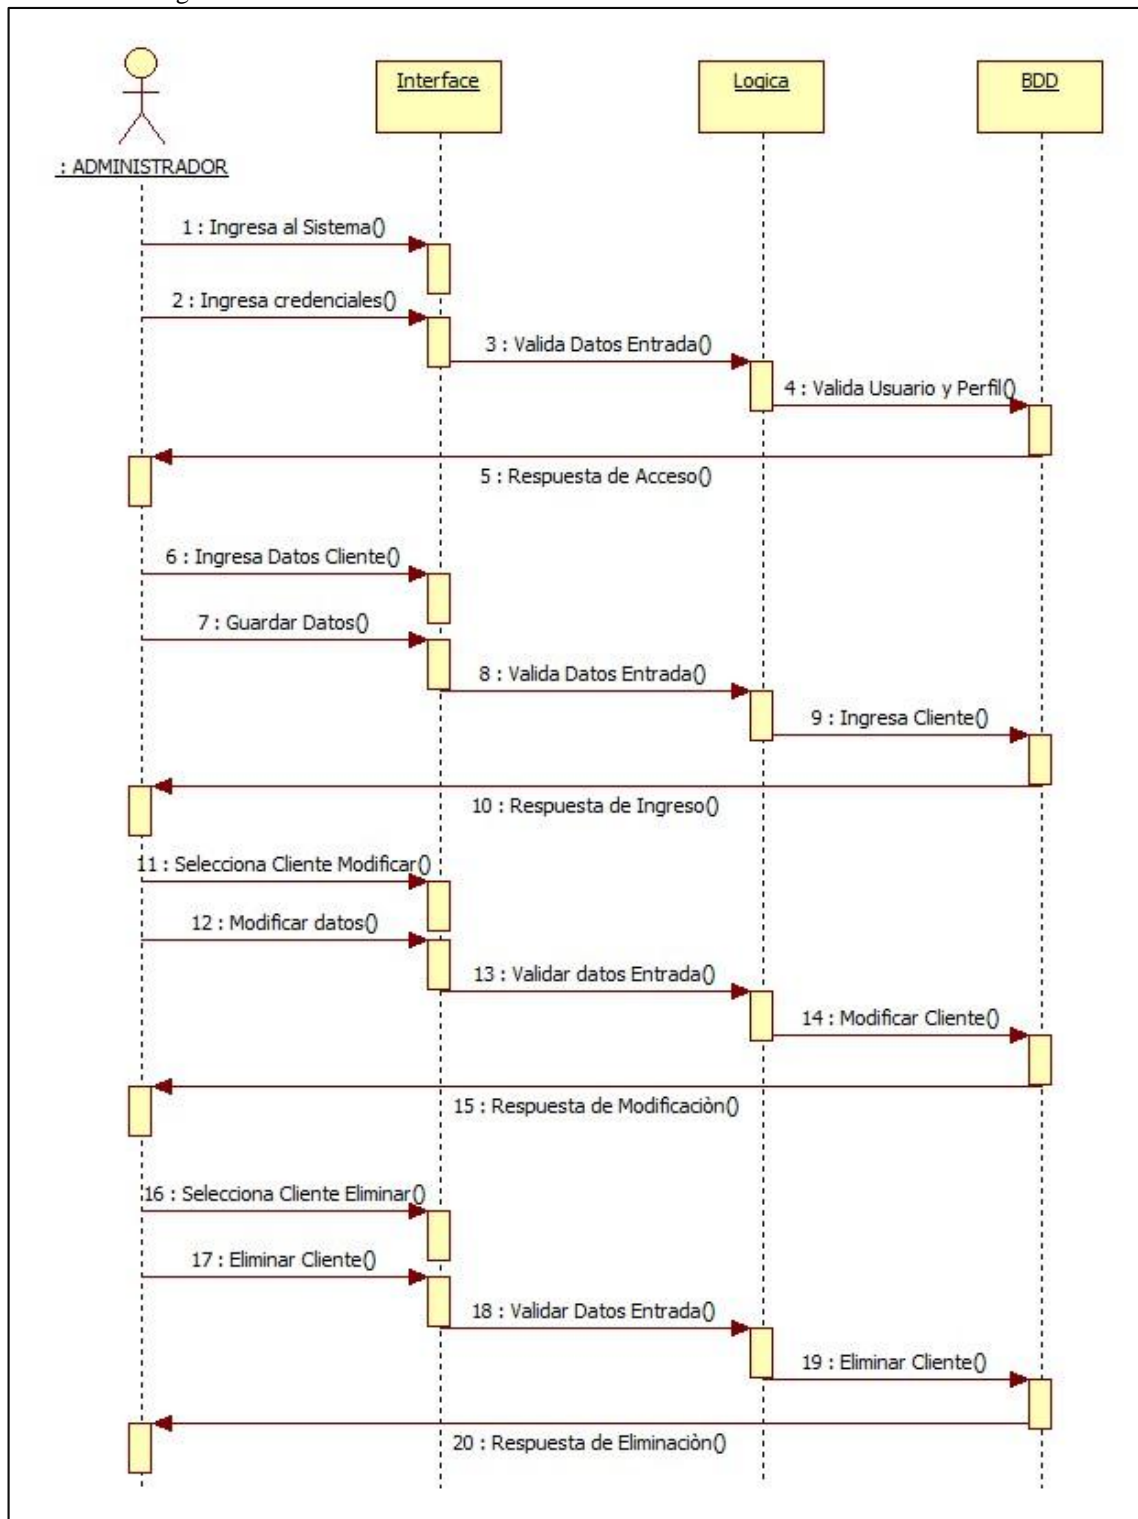 Interface
Logica
BDD
: ADMINISTRADOR
1 : Ingresa al Sistema()
2 : Ingresa credenciales()
3 : Valida Datos Entrada()
4 : Valida Usuario y Perfil()
5 : Respuesta de Acceso()
6 : Ingresa Datos Cliente()
7 : Guardar Datos()
8 : Valida Datos Entrada()
9 : Ingresa Cliente()
10 : Respuesta de Ingreso()
11 : Selecciona Cliente Modificar()
12 : Modificar datos()
13 : Validar datos Entrada()
14 : Modificar Cliente()
15 : Respuesta de Modificaciòn()
16 : Selecciona Cliente Eliminar()
17 : Eliminar Cliente()
18 : Validar Datos Entrada()
19 : Eliminar Cliente()
20 : Respuesta de Eliminaciòn()